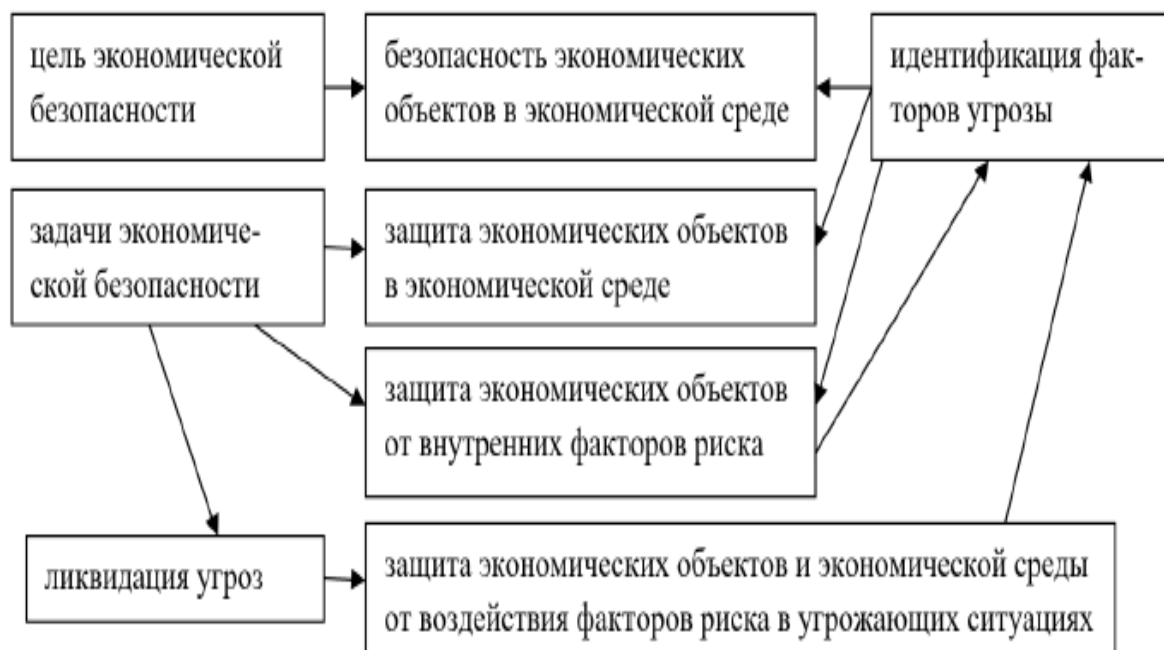 цель экономической
безопасности
безопасность экономических
объектов в экономической среде
идентификация фак-
торов угрозы
задачи экономиче-
ской безопасности
защита экономических объектов
в экономической среде
защита экономических объектов
от внутренних факторов риска
ликвидация угроз
защита экономических объектов и экономической среды
от воздействия факторов риска в угрожающих ситуациях